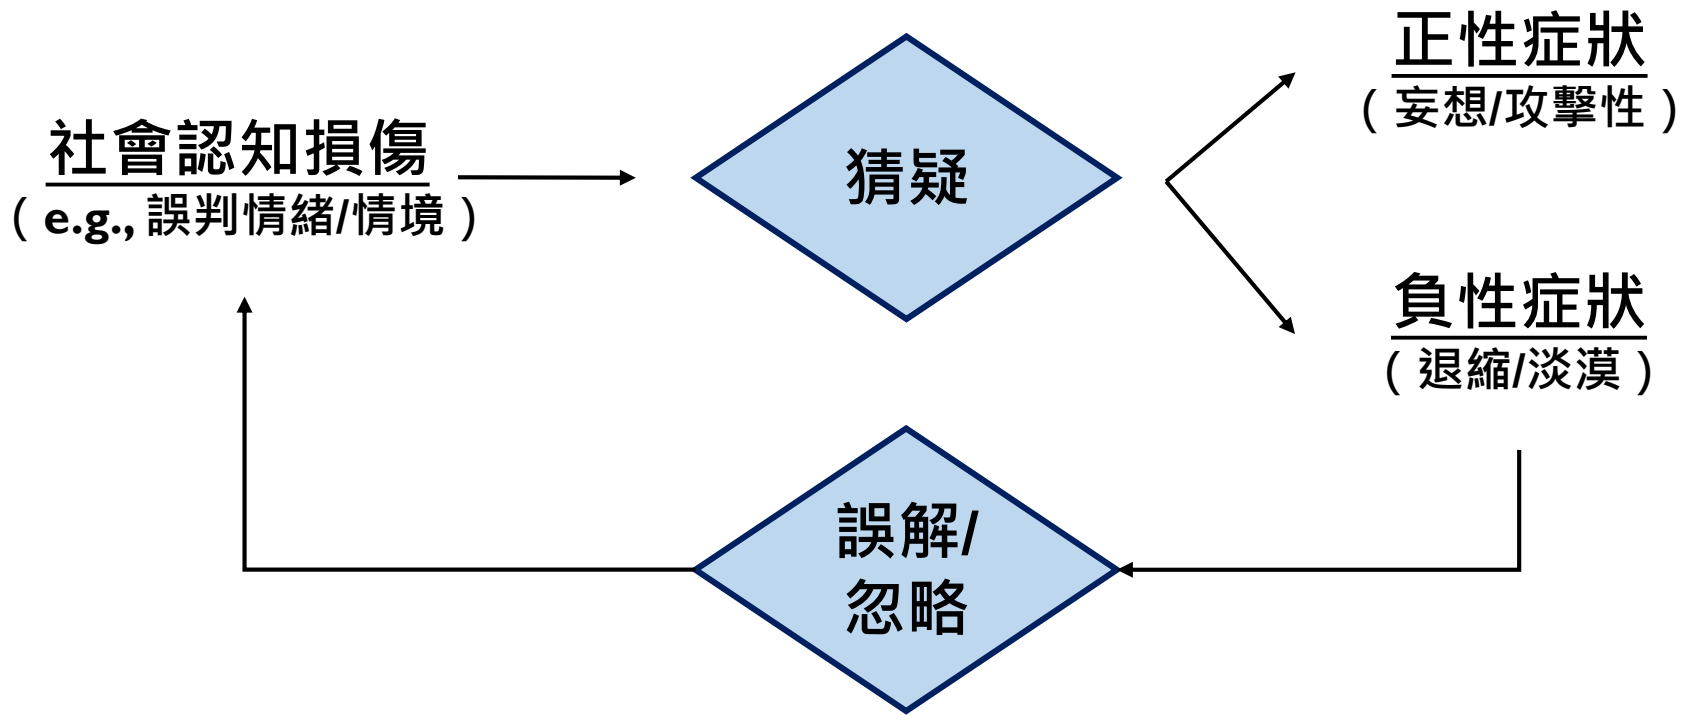 社會認知損傷
（e.g., 誤判情緒/情境）
猜疑
正性症狀
（妄想/攻擊性）
負性症狀
（退縮/淡漠）
誤解/
忽略